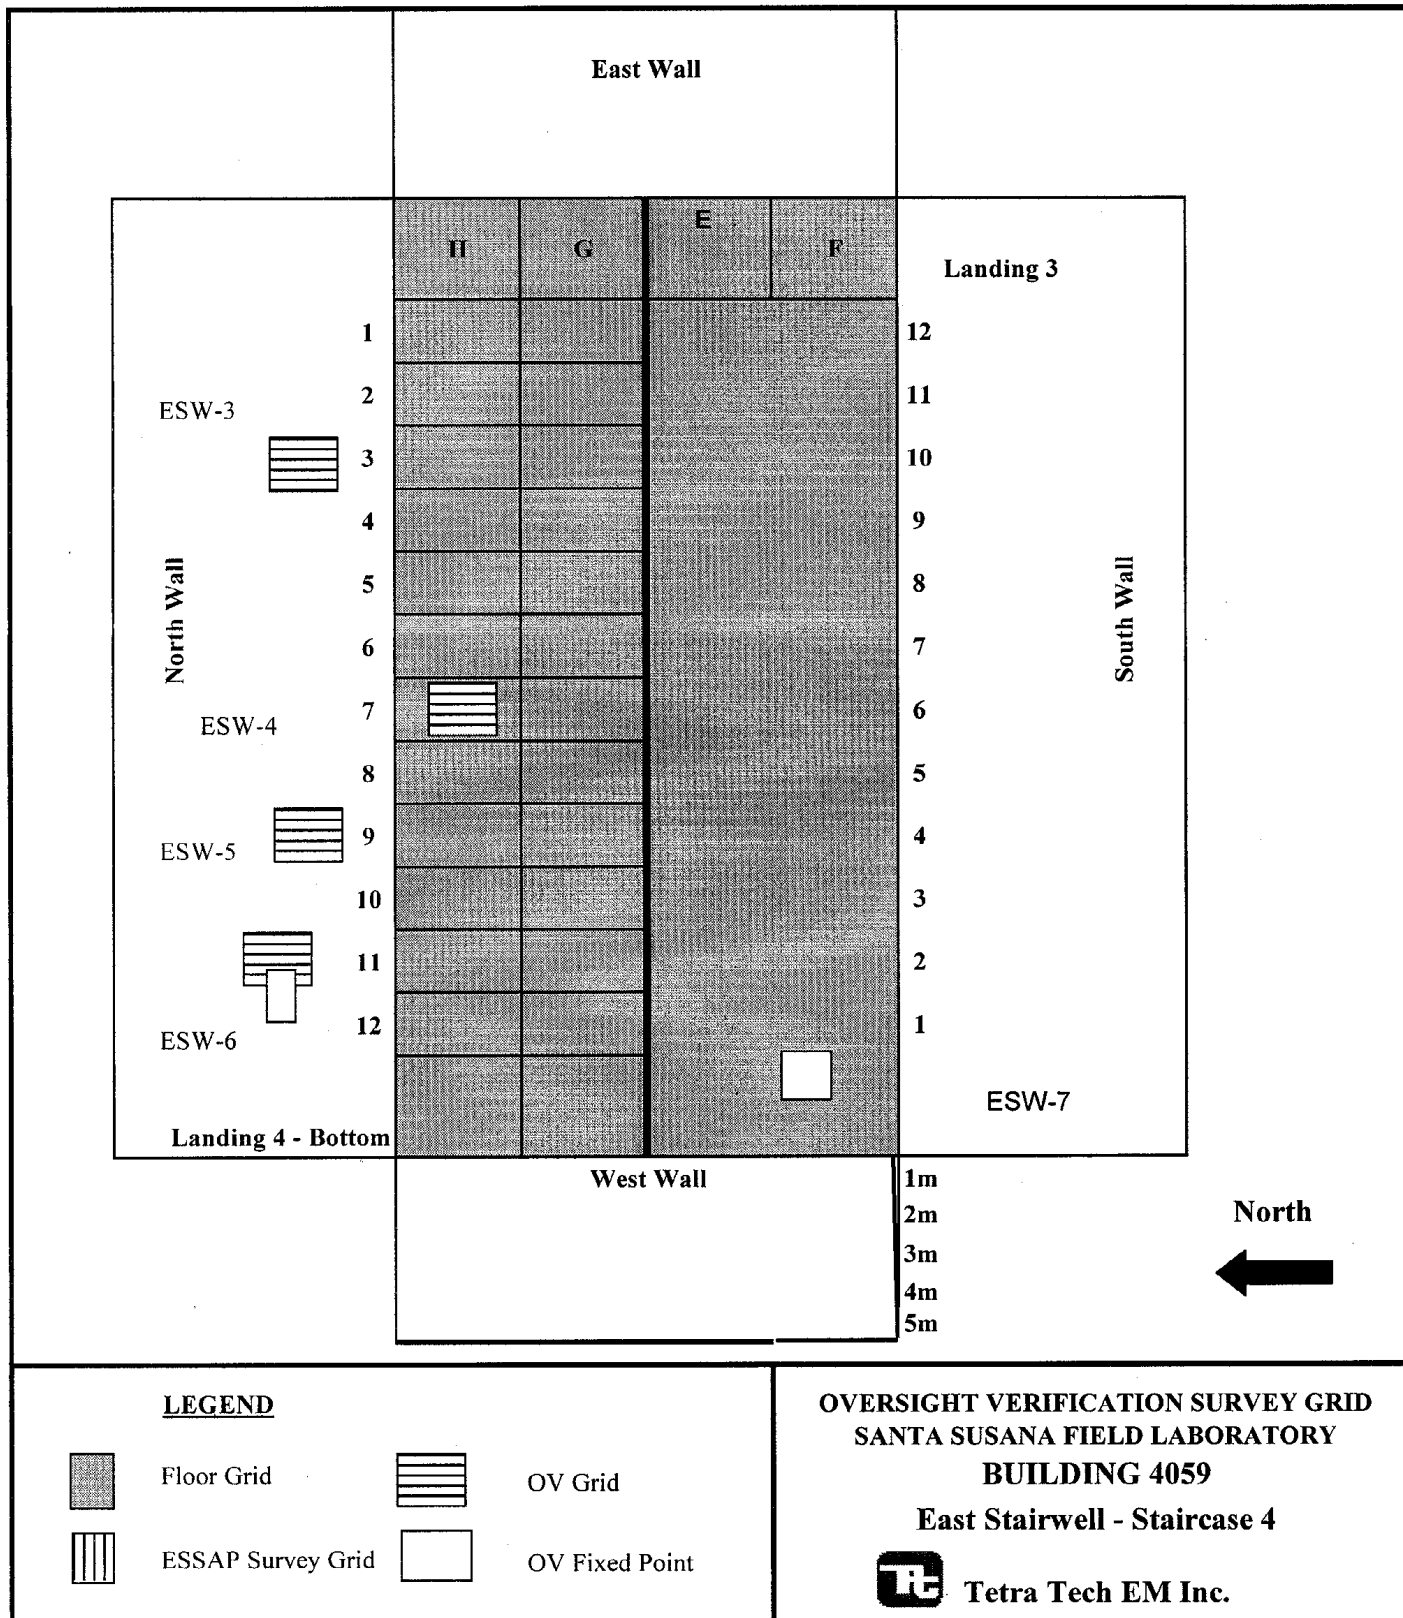 East Wall
H G E F
Landing 3
1 12
2 11
ESW-3
3 10
4 9
5 8
North Wall
South Wall
6 7
7 6
ESW-4
8 5
9 4
ESW-5
10 3
11 2
12 1
ESW-6
ESW-7
Landing 4 - Bottom
West Wall
1m
2m
3m
4m
5m
North
LEGEND
Floor Grid
OV Grid
ESSAP Survey Grid
OV Fixed Point
OVERSIGHT VERIFICATION SURVEY GRID
SANTA SUSANA FIELD LABORATORY
BUILDING 4059
East Stairwell - Staircase 4
Tt Tetra Tech EM Inc.